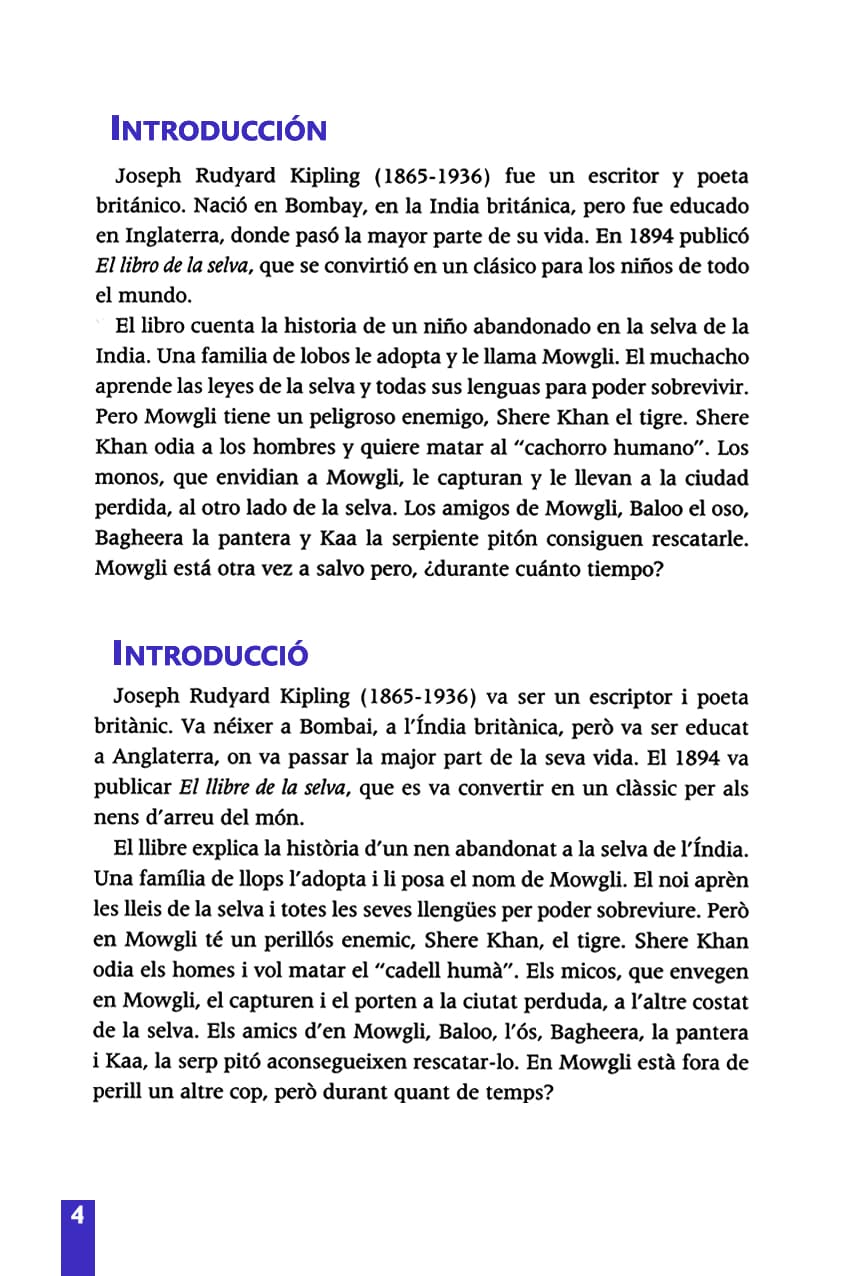 INTRODUCCIÓN
Joseph Rudyard Kipling (1865-1936) fue un escritor y poeta
británico. Nació en Bombay, en la India británica, pero fue educado
en Inglaterra, donde pasó la mayor parte de su vida. En 1894 publicó
El libro de la selva, que se convirtió en un clásico para los niños de todo
el mundo.
El libro cuenta la historia de un niño abandonado en la selva de la
India. Una familia de lobos le adopta y le llama Mowgli. El muchacho
aprende las leyes de la selva y todas sus lenguas para poder sobrevivir.
Pero Mowgli tiene un peligroso enemigo, Shere Khan el tigre. Shere
Khan odia a los hombres y quiere matar al “cachorro humano”. Los
monos, que envidian a Mowgli, le capturan y le llevan a la ciudad
perdida, al otro lado de la selva. Los amigos de Mowgli, Baloo el oso,
Bagheera la pantera y Kaa la serpiente pitón consiguen rescatarle.
Mowgli está otra vez a salvo pero, ¿durante cuánto tiempo?
INTRODUCCIÓ
Joseph Rudyard Kipling (1865-1936) va ser un escriptor i poeta
britànic. Va néixer a Bombai, a l’Índia britànica, però va ser educat
a Anglaterra, on va passar la major part de la seva vida. El 1894 va
publicar El llibre de la selva, que es va convertir en un clàssic per als
nens d’arreu del món.
El llibre explica la història d’un nen abandonat a la selva de l’Índia.
Una família de llops l’adopta i li posa el nom de Mowgli. El noi aprèn
les lleis de la selva i totes les seves llengües per poder sobreviure. Però
en Mowgli té un perillós enemic, Shere Khan, el tigre. Shere Khan
odia els homes i vol matar el “cadell humà”. Els micos, que envegen
en Mowgli, el capturen i el porten a la ciutat perduda, a l’altre costat
de la selva. Els amics d’en Mowgli, Baloo, l’ós, Bagheera, la pantera
i Kaa, la serp pitó aconsegueixen rescatar-lo. En Mowgli està fora de
perill un altre cop, però durant quant de temps?
4